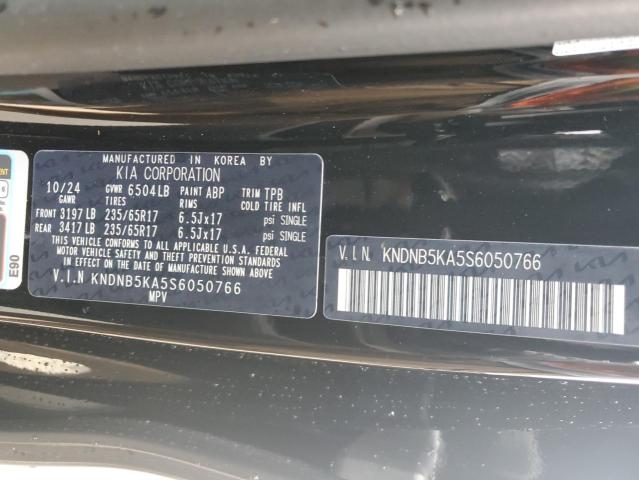 MANUFACTURED IN KOREA BY
KIA CORPORATION
10/24 GVWR 6504LB PAINT ABP TRIM TPB
GAWR TIRES RIMS COLD TIRE INFL
FRONT 3197 LB 235/65R17 6.5Jx17 psi SINGLE
REAR 3417 LB 235/65R17 6.5Jx17 psi SINGLE
THIS VEHICLE CONFORMS TO ALL APPLICABLE U.S.A. FEDERAL
MOTOR VEHICLE SAFETY AND THEFT PREVENTION STANDARDS
IN EFFECT ON THE DATE OF MANUFACTURE SHOWN ABOVE.
V.I.N KNDNB5KA5S6050766
MPV
V.I.N. KNDNB5KA5S6050766
E90